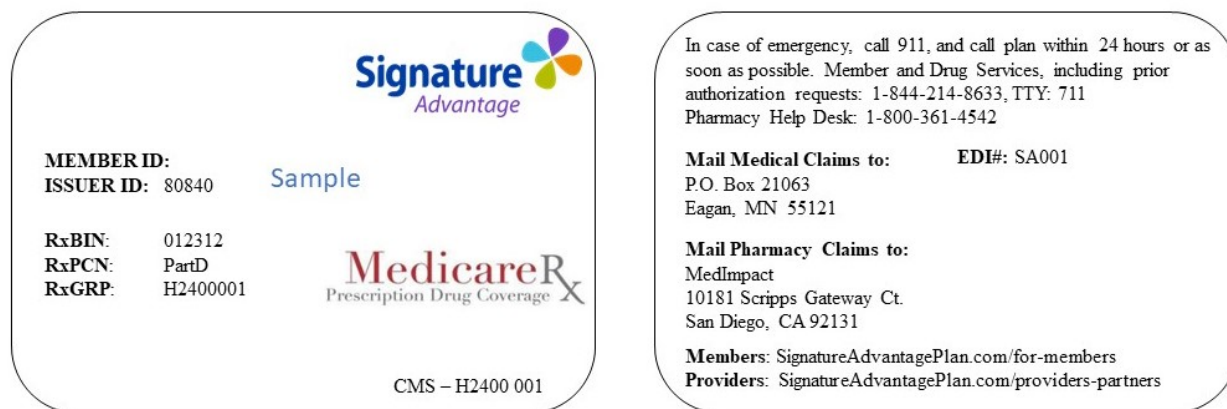 Signature
Advantage
MEMBER ID:
ISSUER ID: 80840
Sample
RxBIN: 012312
RxPCN: PartD
RxGRP: H2400001
MedicareRx
Prescription Drug Coverage
CMS – H2400 001
In case of emergency, call 911, and call plan within 24 hours or as
soon as possible. Member and Drug Services, including prior
authorization requests: 1-844-214-8633, TTY: 711
Pharmacy Help Desk: 1-800-361-4542
Mail Medical Claims to: EDI#: SA001
P.O. Box 21063
Eagan, MN 55121
Mail Pharmacy Claims to:
MedImpact
10181 Scripps Gateway Ct.
San Diego, CA 92131
Members: SignatureAdvantagePlan.com/for-members
Providers: SignatureAdvantagePlan.com/providers-partners